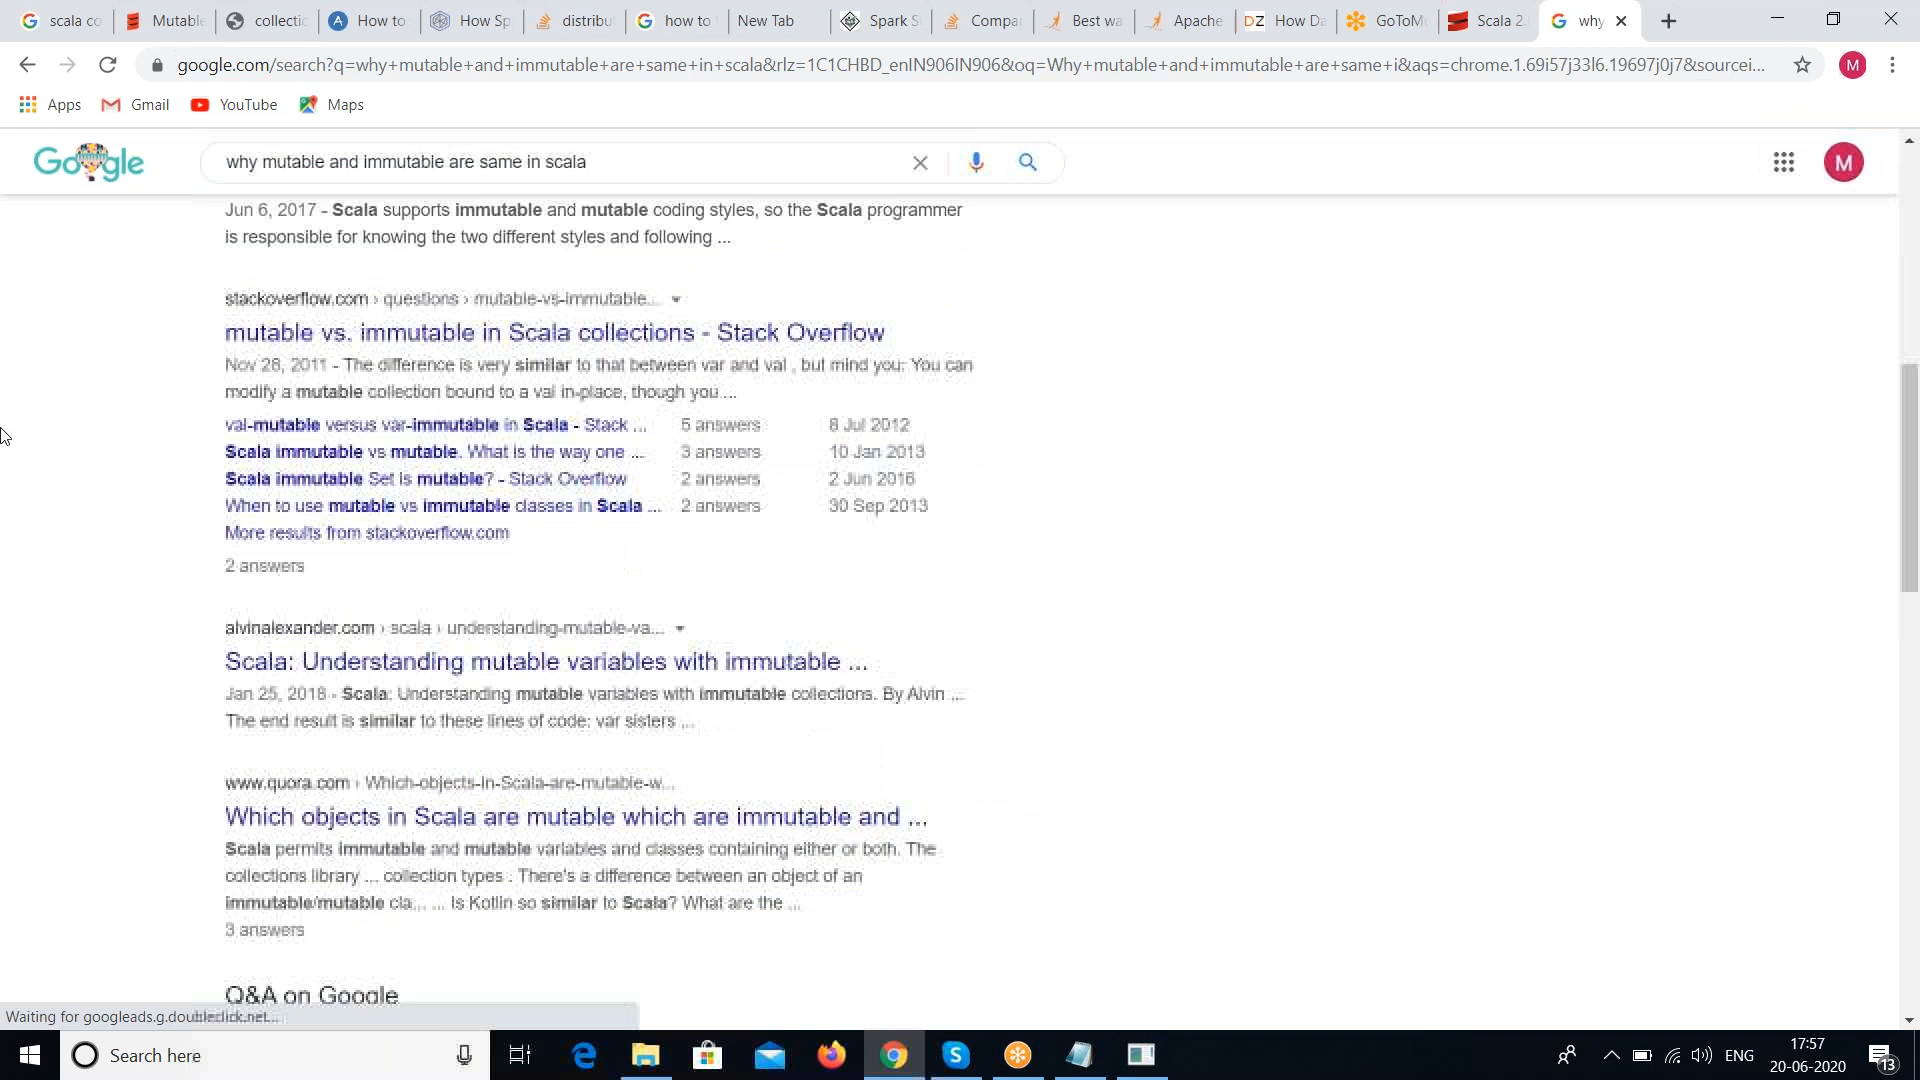 scala co
Mutable
collectio
How to
How Sp
distribu
how to
New Tab
Spark S
Compa
Best wa
Apache
How Da
GoToMe
Scala 2.
why
google.com/search?q=why+mutable+and+immutable+are+same+in+scala&rlz=1C1CHBD_enIN906IN906&oq=Why+mutable+and+immutable+are+same+i&aqs=chrome.1.69i57j33l6.19697j0j7&sourcei...
M
Apps
Gmail
YouTube
Maps
Google
why mutable and immutable are same in scala
M
Jun 6, 2017 - Scala supports immutable and mutable coding styles, so the Scala programmer
is responsible for knowing the two different styles and following ...
stackoverflow.com › questions › mutable-vs-immutable...
mutable vs. immutable in Scala collections - Stack Overflow
Nov 28, 2011 - The difference is very similar to that between var and val , but mind you: You can
modify a mutable collection bound to a val in-place, though you ...
val-mutable versus var-immutable in Scala - Stack ... 5 answers 8 Jul 2012
Scala immutable vs mutable. What is the way one ... 3 answers 10 Jan 2013
Scala immutable Set is mutable? - Stack Overflow 2 answers 2 Jun 2016
When to use mutable vs immutable classes in Scala ... 2 answers 30 Sep 2013
More results from stackoverflow.com
2 answers
alvinalexander.com › scala › understanding-mutable-va...
Scala: Understanding mutable variables with immutable ...
Jan 25, 2018 - Scala: Understanding mutable variables with immutable collections. By Alvin ...
The end result is similar to these lines of code: var sisters ...
www.quora.com › Which-objects-in-Scala-are-mutable-w...
Which objects in Scala are mutable which are immutable and ...
Scala permits immutable and mutable variables and classes containing either or both. The
collections library ... collection types . There's a difference between an object of an
immutable/mutable cla... ... Is Kotlin so similar to Scala? What are the ...
3 answers
Q&A on Google
Waiting for googleads.g.doubleclick.net...
Search here
ENG
17:57
20-06-2020
13